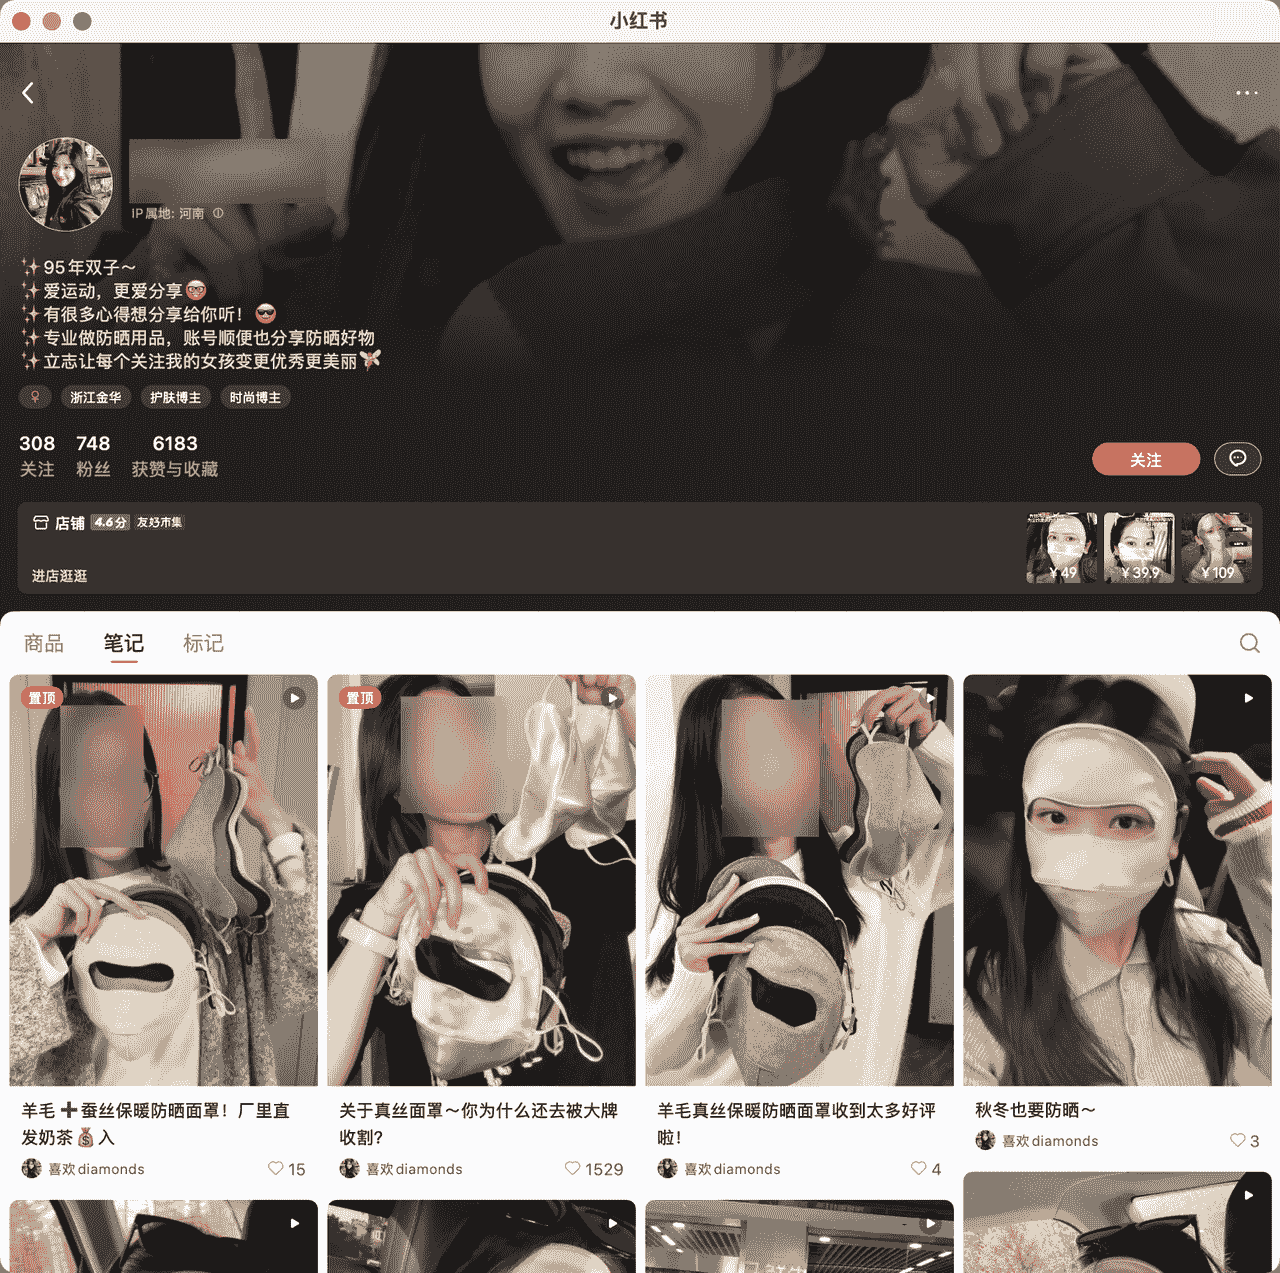 小红书
IP属地: 河南
95年双子～
爱运动，更爱分享
有很多心得想分享给你听！
专业做防晒用品，账号顺便也分享防晒好物
立志让每个关注我的女孩变更优秀更美丽
浙江金华 护肤博主 时尚博主
308 748 6183
关注 粉丝 获赞与收藏
关注
店铺 4.6分 友好市集
¥49 ¥39.9 ¥109
进店逛逛
商品 笔记 标记
置顶
羊毛➕蚕丝保暖防晒面罩！厂里直
发奶茶💰入
喜欢diamonds 15
置顶
关于真丝面罩～你为什么还去被大牌
收割？
喜欢diamonds 1529
羊毛真丝保暖防晒面罩收到太多好评
啦！
喜欢diamonds 4
秋冬也要防晒～
喜欢diamonds 3